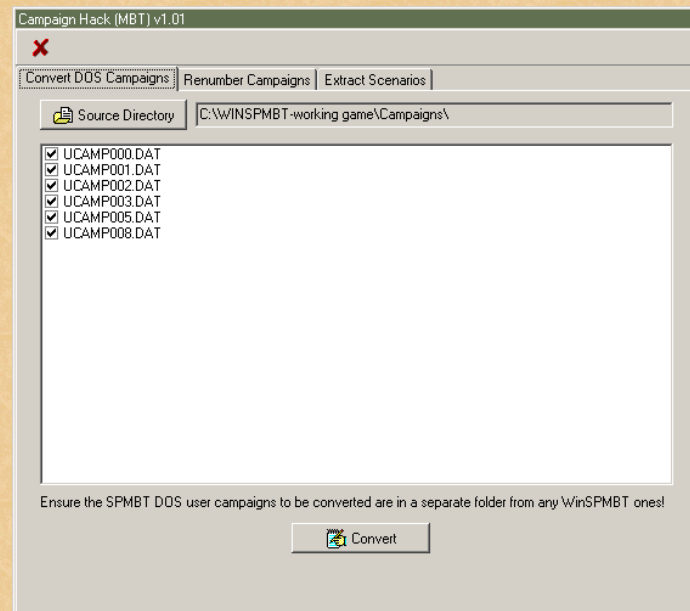 Campaign Hack (MBT) v1.01
Convert DOS Campaigns Renumber Campaigns Extract Scenarios
Source Directory C:\WINSPMBT-working game\Campaigns\
UCAMP000.DAT
UCAMP001.DAT
UCAMP002.DAT
UCAMP003.DAT
UCAMP005.DAT
UCAMP008.DAT
Ensure the SPMBT DOS user campaigns to be converted are in a separate folder from any WinSPMBT ones!
Convert